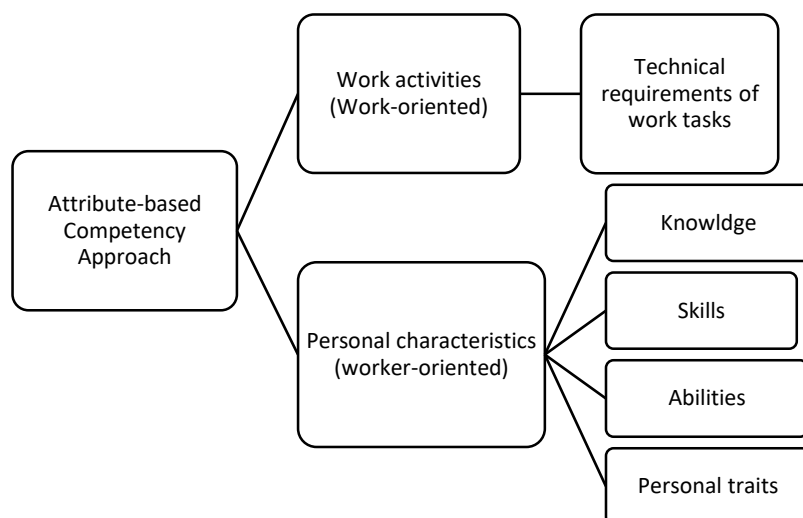 Attribute-based
Competency
Approach
Work activities
(Work-oriented)
Technical
requirements of
work tasks
Personal characteristics
(worker-oriented)
Knowldge
Skills
Abilities
Personal traits